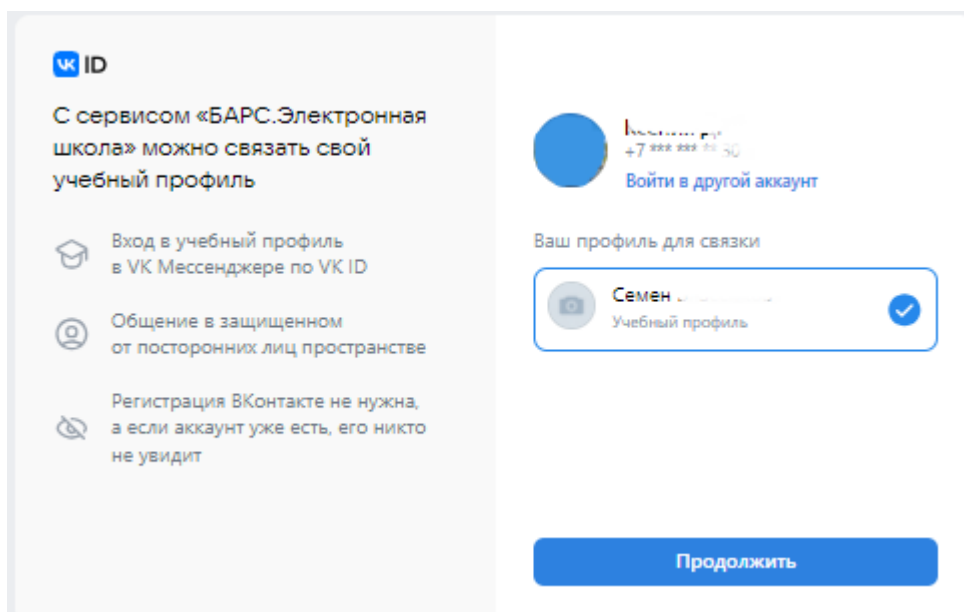 VK ID
С сервисом «БАРС.Электронная
школа» можно связать свой
учебный профиль
Вход в учебный профиль
в VK Мессенджере по VK ID
Общение в защищенном
от посторонних лиц пространстве
Регистрация ВКонтакте не нужна,
а если аккаунт уже есть, его никто
не увидит
+7 *** *** ** 30
Войти в другой аккаунт
Ваш профиль для связки
Семен
Учебный профиль
Продолжить